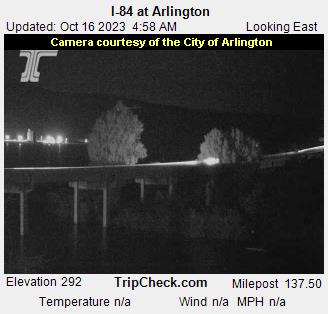 I-84 at Arlington
Updated: Oct 16 2023 4:58 AM Looking East
Camera courtesy of the City of Arlington
Elevation 292 TripCheck.com Milepost 137.50
Temperature n/a Wind n/a MPH n/a